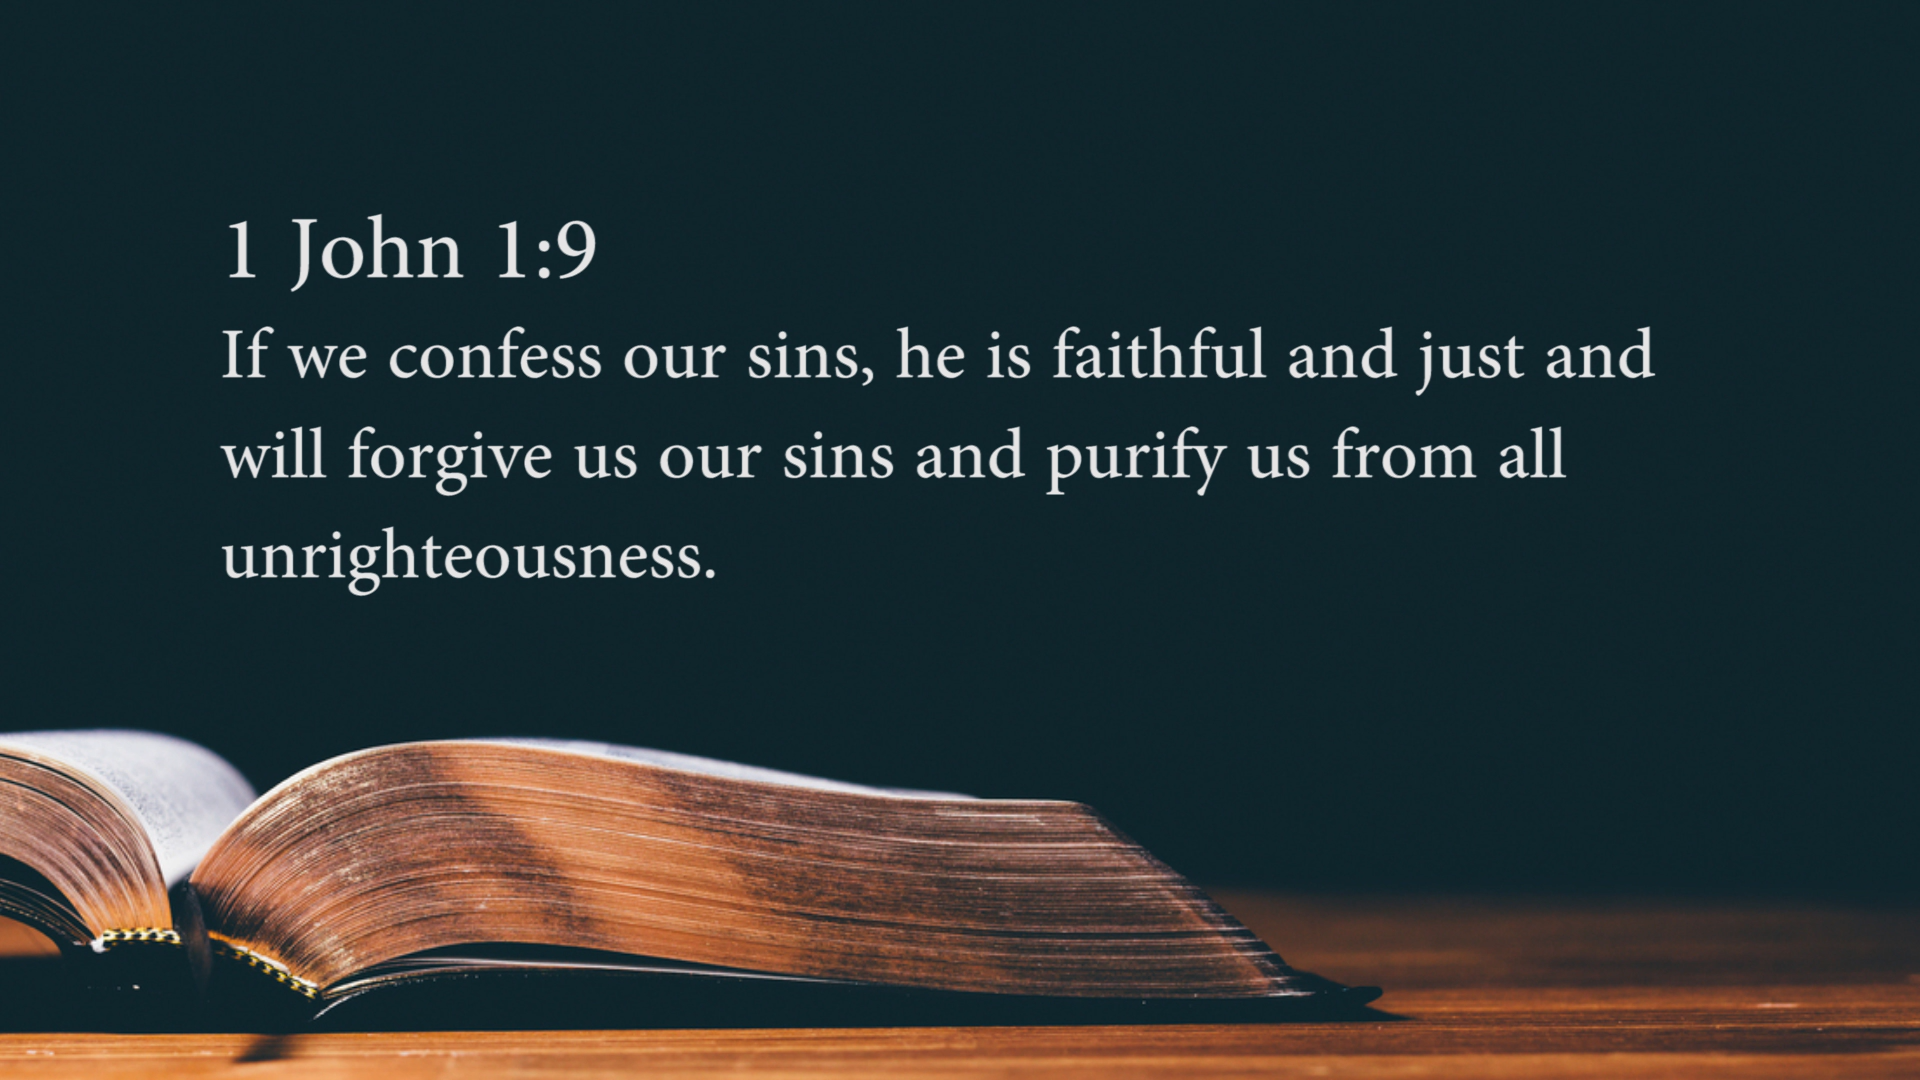 1 John 1:9
If we confess our sins, he is faithful and just and
will forgive us our sins and purify us from all
unrighteousness.